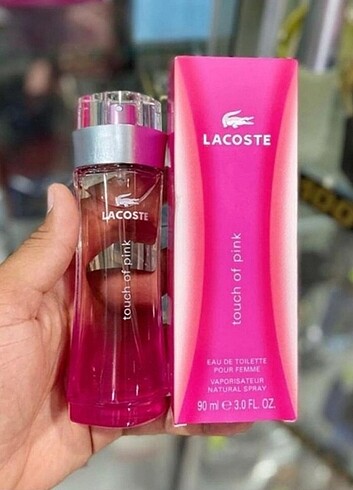 LACOSTE
touch of pink
LACOSTE
touch of pink
EAU DE TOILETTE
POUR FEMME
VAPORISATEUR
NATURAL SPRAY
90 ml ℮ 3.0 FL. OZ.